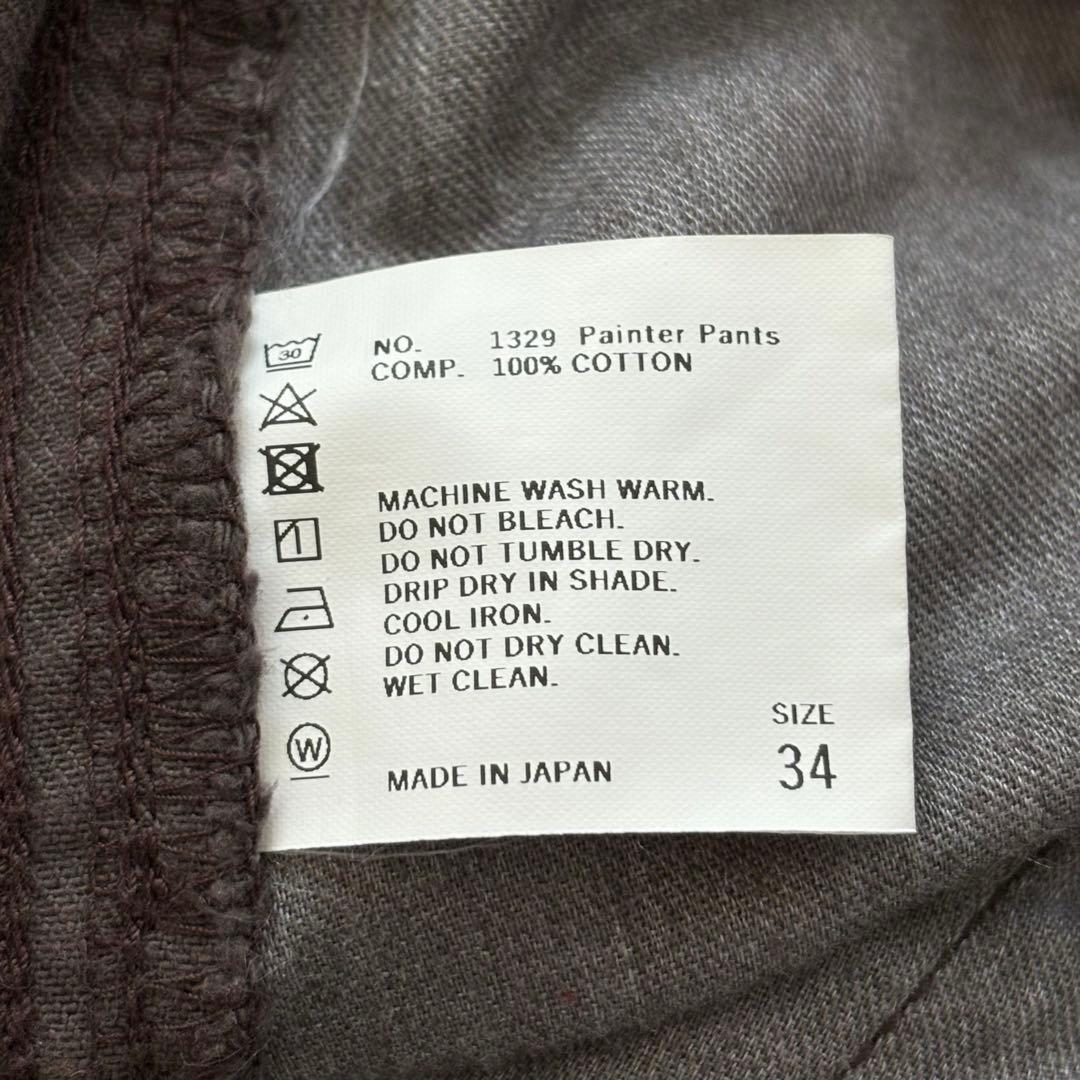 30
NO. 1329 Painter Pants
COMP. 100% COTTON
MACHINE WASH WARM.
DO NOT BLEACH.
DO NOT TUMBLE DRY.
DRIP DRY IN SHADE.
COOL IRON.
DO NOT DRY CLEAN.
WET CLEAN.
W
SIZE
34
MADE IN JAPAN